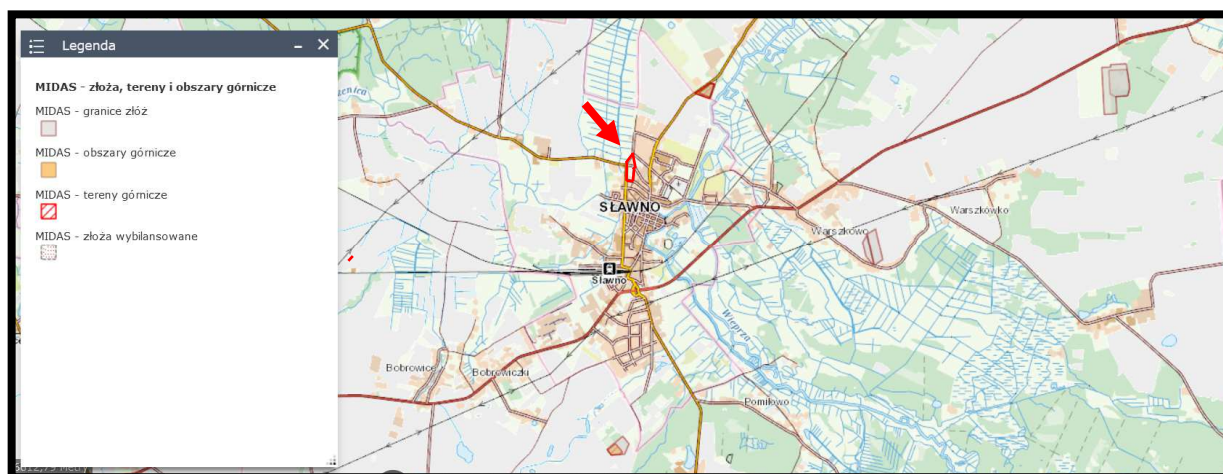 Legenda
MIDAS - złoża, tereny i obszary górnicze
MIDAS - granice złóż
MIDAS - obszary górnicze
MIDAS - tereny górnicze
MIDAS - złoża wybilansowane
SŁAWNO
Sławno
Warszkowo
Warszkówko
Wieprza
Bobrowice
Bobrowiczki
Pomiłowo